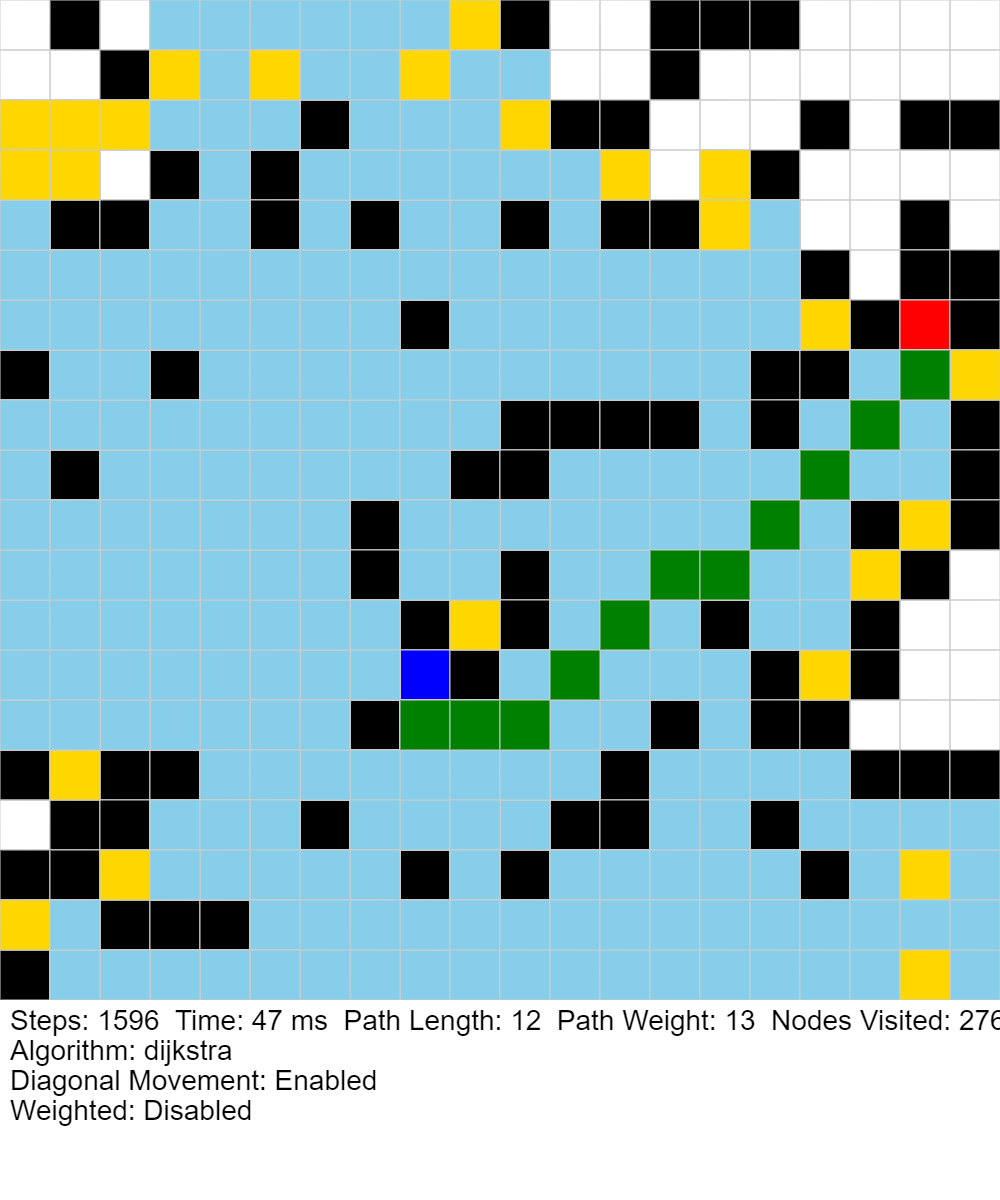 Steps: 1596  Time: 47 ms  Path Length: 12  Path Weight: 13  Nodes Visited: 276
Algorithm: dijkstra
Diagonal Movement: Enabled
Weighted: Disabled